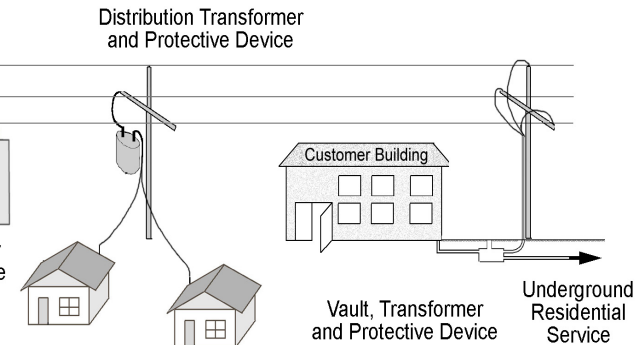 Distribution Transformer
and Protective Device
Customer Building
Vault, Transformer
and Protective Device
Underground
Residential
Service